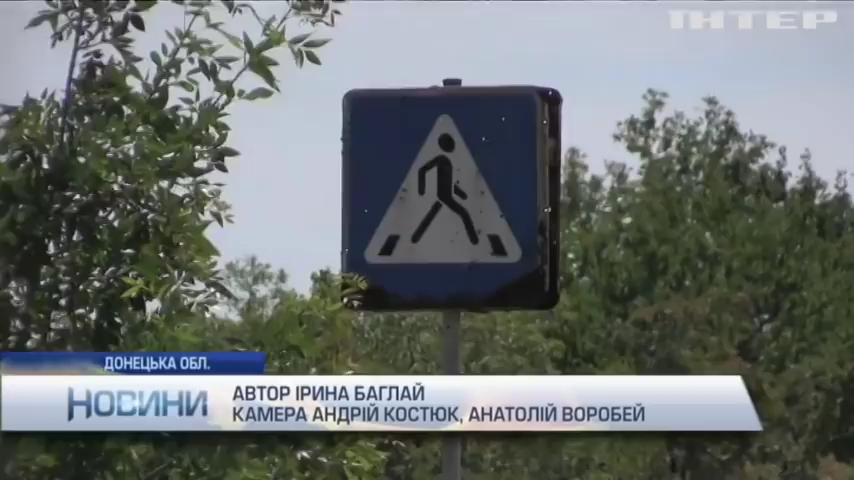 ІНТЕР
ДОНЕЦЬКА ОБЛ.
НОВИНИ
АВТОР ІРИНА БАГЛАЙ
КАМЕРА АНДРІЙ КОСТЮК, АНАТОЛІЙ ВОРОБЕЙ